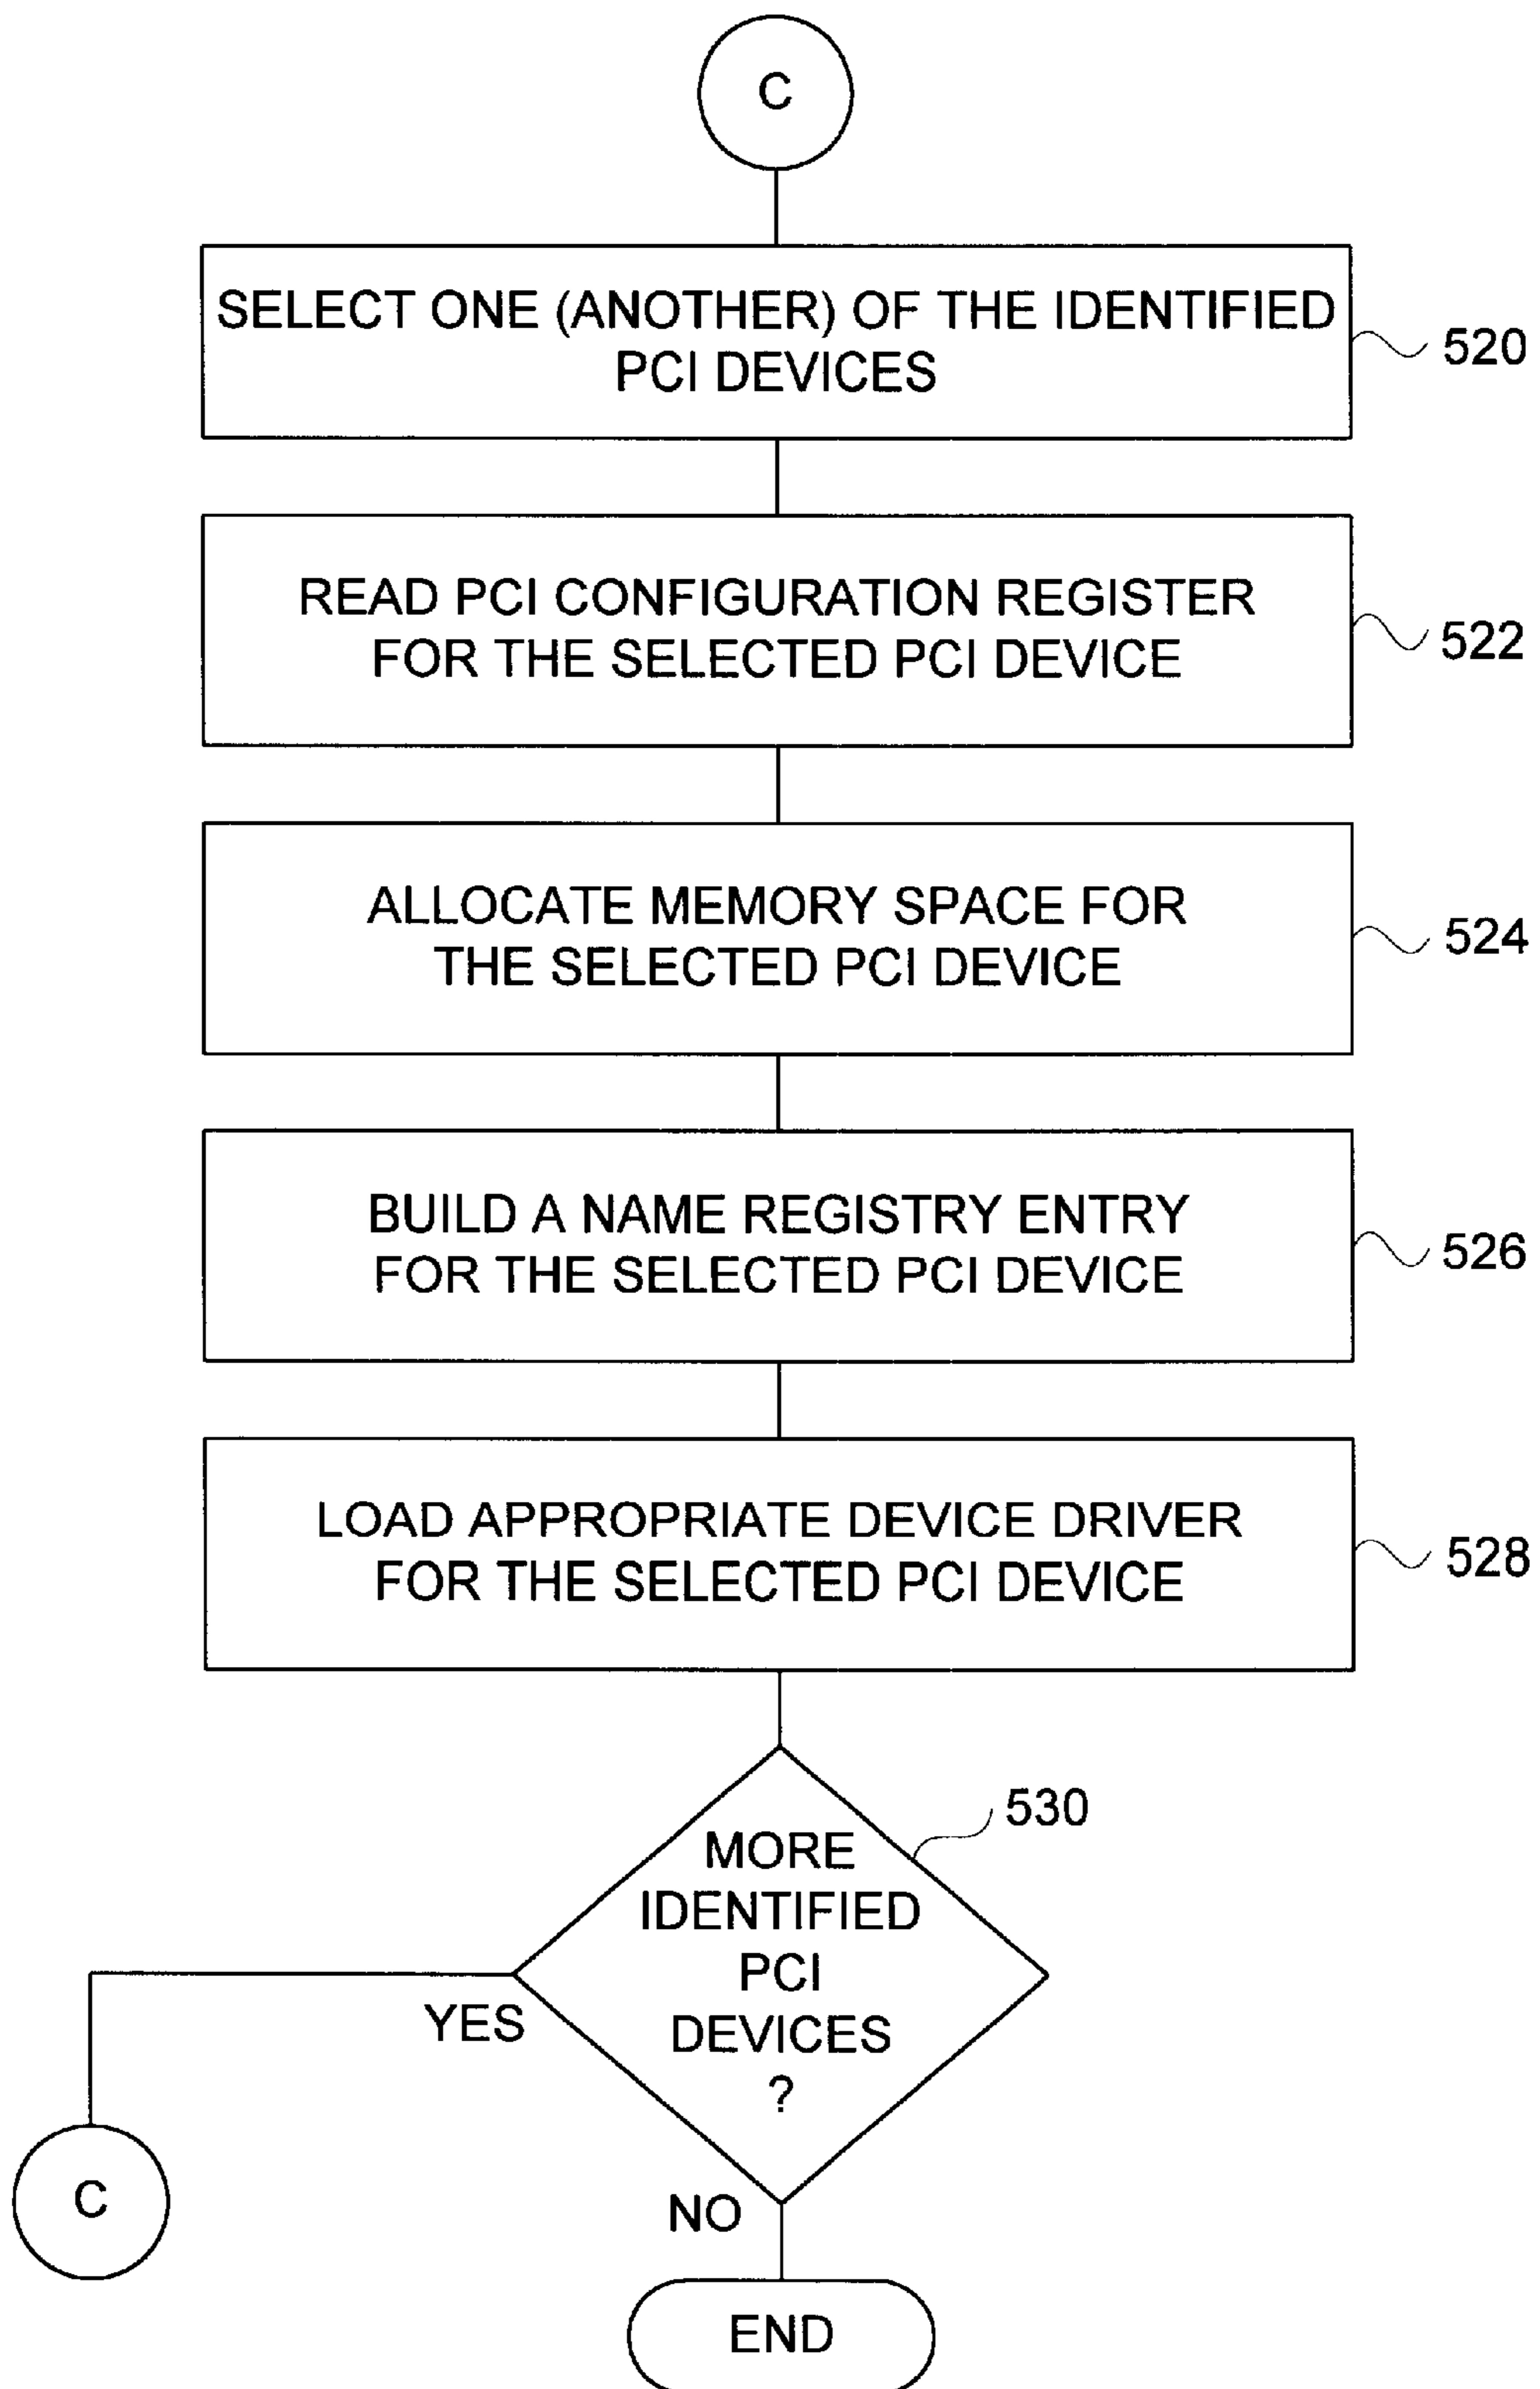 C
SELECT ONE (ANOTHER) OF THE IDENTIFIED
PCI DEVICES
520
READ PCI CONFIGURATION REGISTER
FOR THE SELECTED PCI DEVICE
522
ALLOCATE MEMORY SPACE FOR
THE SELECTED PCI DEVICE
524
BUILD A NAME REGISTRY ENTRY
FOR THE SELECTED PCI DEVICE
526
LOAD APPROPRIATE DEVICE DRIVER
FOR THE SELECTED PCI DEVICE
528
530
MORE
IDENTIFIED
PCI
DEVICES
?
YES
C
NO
END